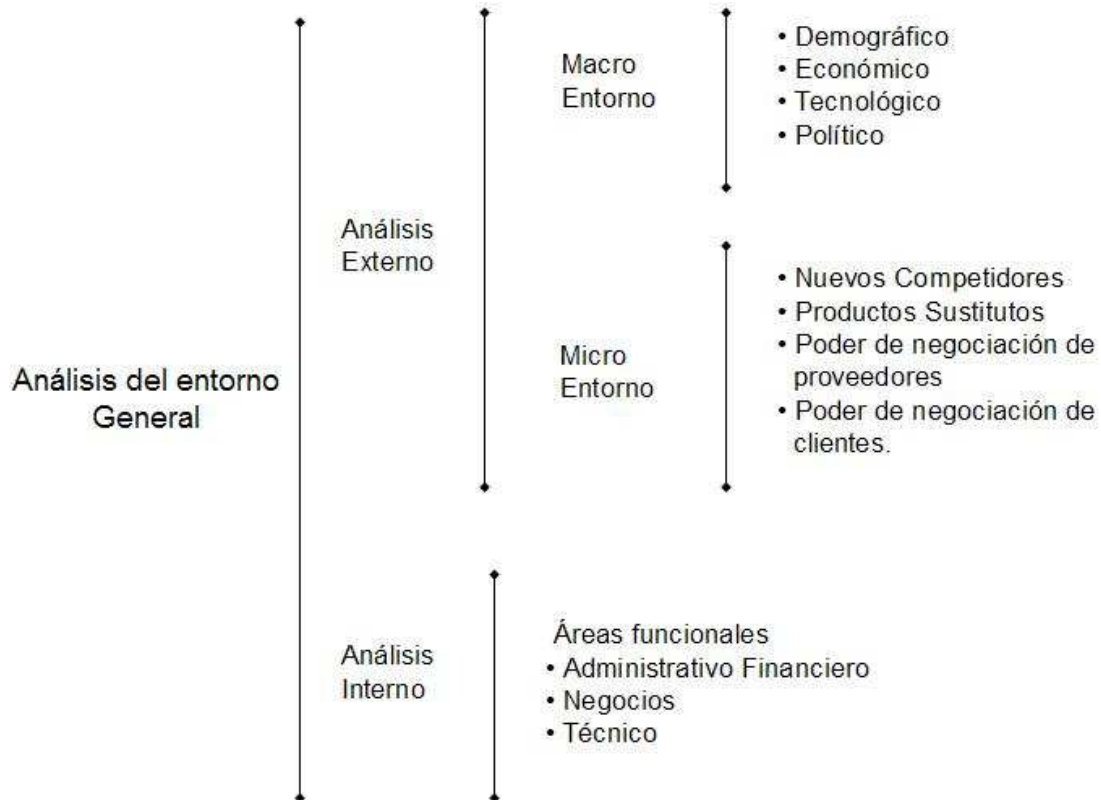 Análisis del entorno
General
Análisis
Externo
Macro
Entorno
• Demográfico
• Económico
• Tecnológico
• Político
Micro
Entorno
• Nuevos Competidores
• Productos Sustitutos
• Poder de negociación de
proveedores
• Poder de negociación de
clientes.
Análisis
Interno
Áreas funcionales
• Administrativo Financiero
• Negocios
• Técnico